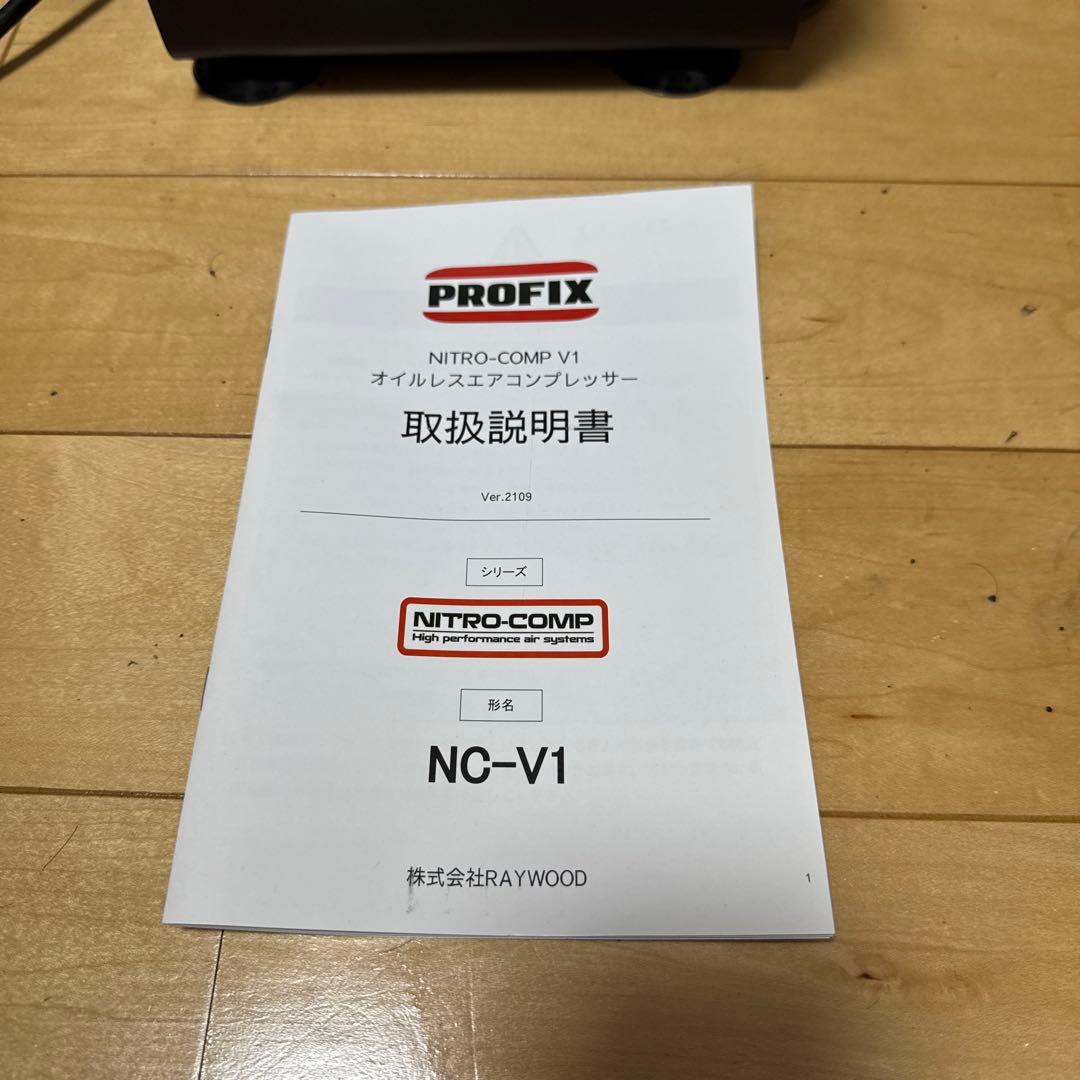 PROFIX
NITRO-COMP V1
オイルレスエアコンプレッサー
取扱説明書
Ver.2109
シリーズ
NITRO-COMP
High performance air systems
形名
NC-V1
株式会社RAYWOOD
1